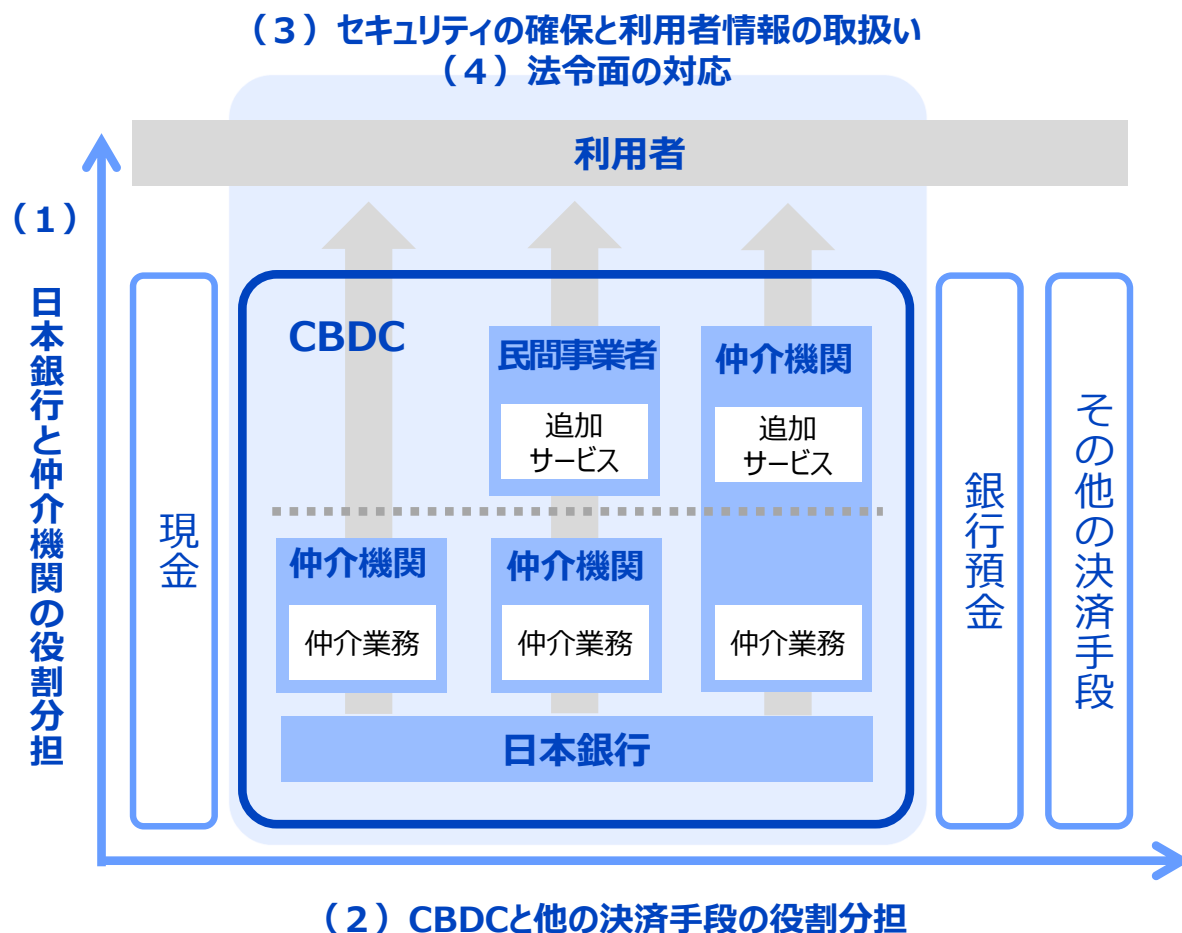 （３）セキュリティの確保と利用者情報の取扱い
（４）法令面の対応
利用者
（１）
日本銀行と仲介機関の役割分担
現金
CBDC
民間事業者
追加
サービス
仲介機関
追加
サービス
仲介機関
仲介業務
仲介機関
仲介業務
仲介業務
日本銀行
銀行預金
その他の決済手段
（２）CBDCと他の決済手段の役割分担